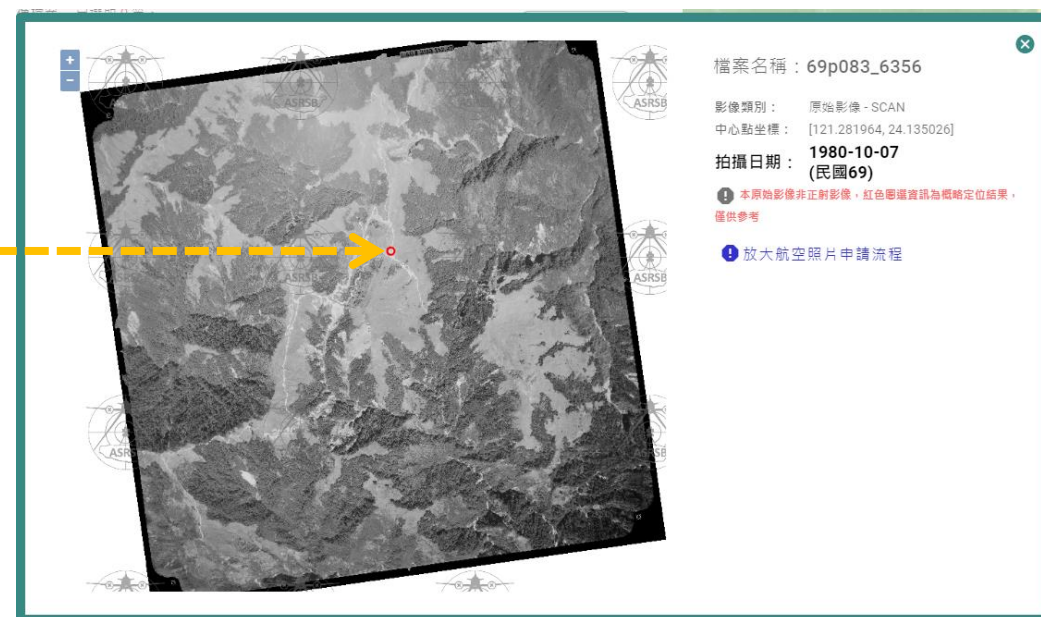 檔案名稱：69p083_6356
影像類別： 原始影像 - SCAN
中心點坐標： [121.281964, 24.135026]
拍攝日期： 1980-10-07
(民國69)
本原始影像非正射影像，紅色圈選資訊為概略定位結果，
僅供參考
放大航空照片申請流程
+
−
ASRSB
ASRSB
ASRSB
ASRSB